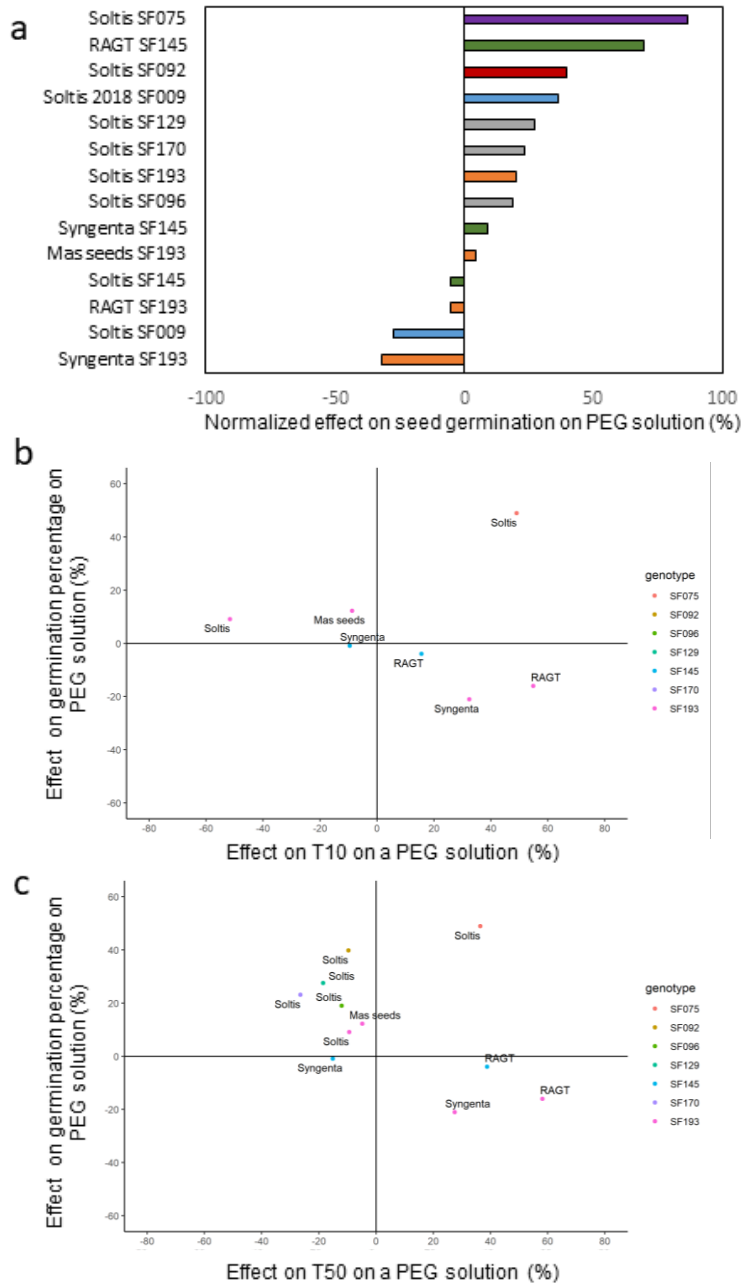 a
Soltis SF075
RAGT SF145
Soltis SF092
Soltis 2018 SF009
Soltis SF129
Soltis SF170
Soltis SF193
Soltis SF096
Syngenta SF145
Mas seeds SF193
Soltis SF145
RAGT SF193
Soltis SF009
Syngenta SF193
-100 -50 0 50 100
Normalized effect on seed germination on PEG solution (%)
b
Effect on germination percentage on
PEG solution (%)
60
40
20
0
-20
-40
-60
Soltis
Soltis
Mas seeds
Syngenta
RAGT
RAGT
Syngenta
genotype
SF075
SF092
SF096
SF129
SF145
SF170
SF193
-80 -60 -40 -20 0 20 40 60 80
Effect on T10 on a PEG solution (%)
c
Effect on germination percentage on
PEG solution (%)
60
40
20
0
-20
-40
-60
Soltis
Soltis
Soltis
Soltis
Soltis
Mas seeds
Soltis
Syngenta
RAGT
RAGT
Syngenta
genotype
SF075
SF092
SF096
SF129
SF145
SF170
SF193
-80 -60 -40 -20 0 20 40 60 80
Effect on T50 on a PEG solution (%)